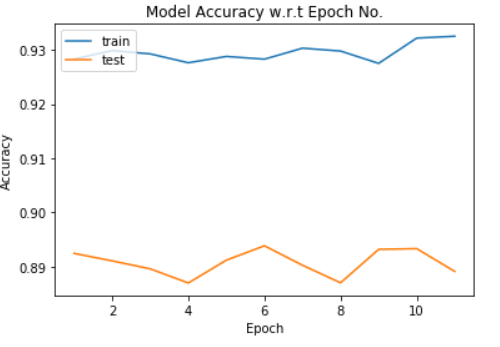 Model Accuracy w.r.t Epoch No.
train
test
0.93
0.92
0.91
0.90
0.89
Accuracy
2 4 6 8 10
Epoch